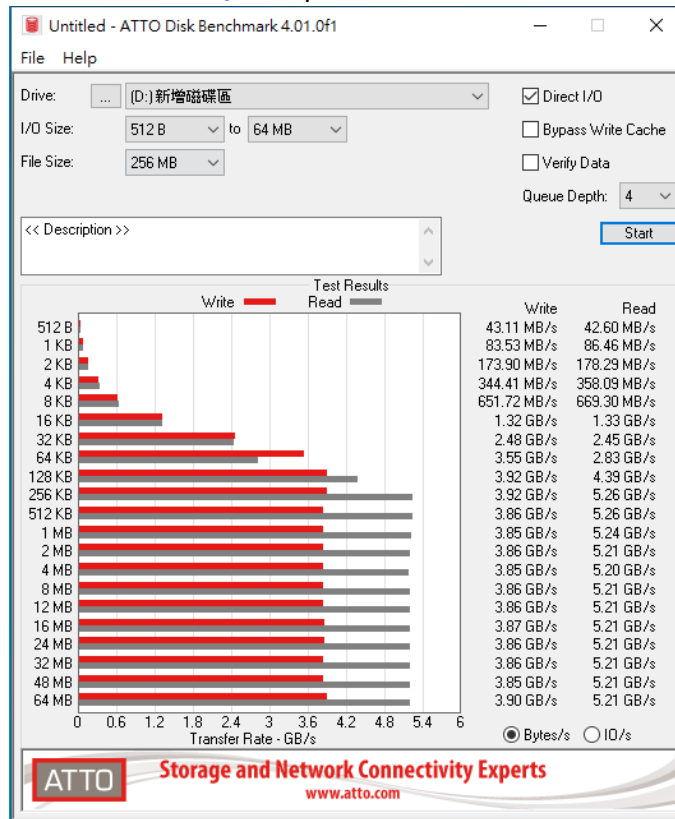 Untitled - ATTO Disk Benchmark 4.01.0f1
File Help
Drive: ... (D:)新增磁碟區 Direct I/O
I/O Size: 512 B to 64 MB Bypass Write Cache
File Size: 256 MB Verify Data
Queue Depth: 4
<< Description >> Start
Test Results
Write Read
Write Read
512 B 43.11 MB/s 42.60 MB/s
1 KB 83.53 MB/s 86.46 MB/s
2 KB 173.90 MB/s 178.29 MB/s
4 KB 344.41 MB/s 358.09 MB/s
8 KB 651.72 MB/s 669.30 MB/s
16 KB 1.32 GB/s 1.33 GB/s
32 KB 2.48 GB/s 2.45 GB/s
64 KB 3.55 GB/s 2.83 GB/s
128 KB 3.92 GB/s 4.39 GB/s
256 KB 3.92 GB/s 5.26 GB/s
512 KB 3.86 GB/s 5.26 GB/s
1 MB 3.85 GB/s 5.24 GB/s
2 MB 3.86 GB/s 5.21 GB/s
4 MB 3.85 GB/s 5.20 GB/s
8 MB 3.86 GB/s 5.21 GB/s
12 MB 3.86 GB/s 5.21 GB/s
16 MB 3.87 GB/s 5.21 GB/s
24 MB 3.86 GB/s 5.21 GB/s
32 MB 3.86 GB/s 5.21 GB/s
48 MB 3.85 GB/s 5.21 GB/s
64 MB 3.90 GB/s 5.21 GB/s
0 0.6 1.2 1.8 2.4 3 3.6 4.2 4.8 5.4 6
Transfer Rate - GB/s Bytes/s IO/s
ATTO Storage and Network Connectivity Experts
www.atto.com